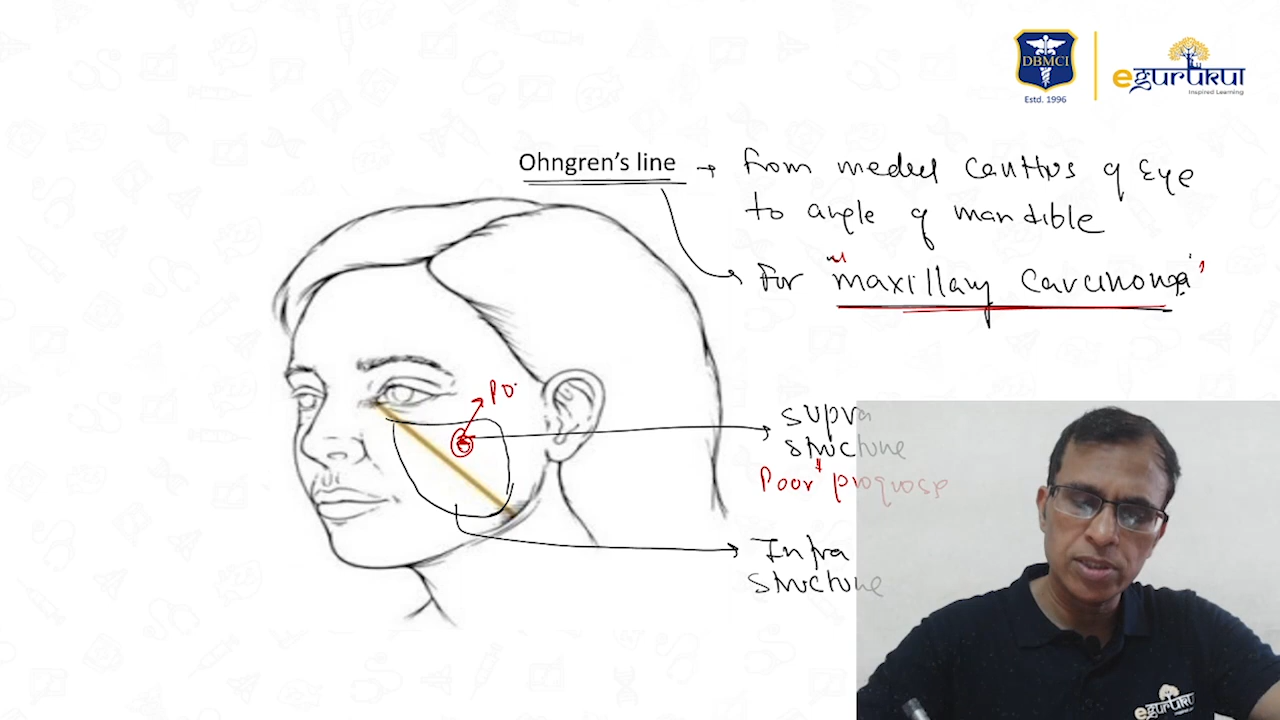 DBMCI
Estd. 1996
egurukul
Inspired Learning
Ohngren's line → from medial canthus of Eye
to angle of mandible
For "maxillary carcinoma"
PO.
supra
structure
Poor prognosis
Infra
structure
egurukul